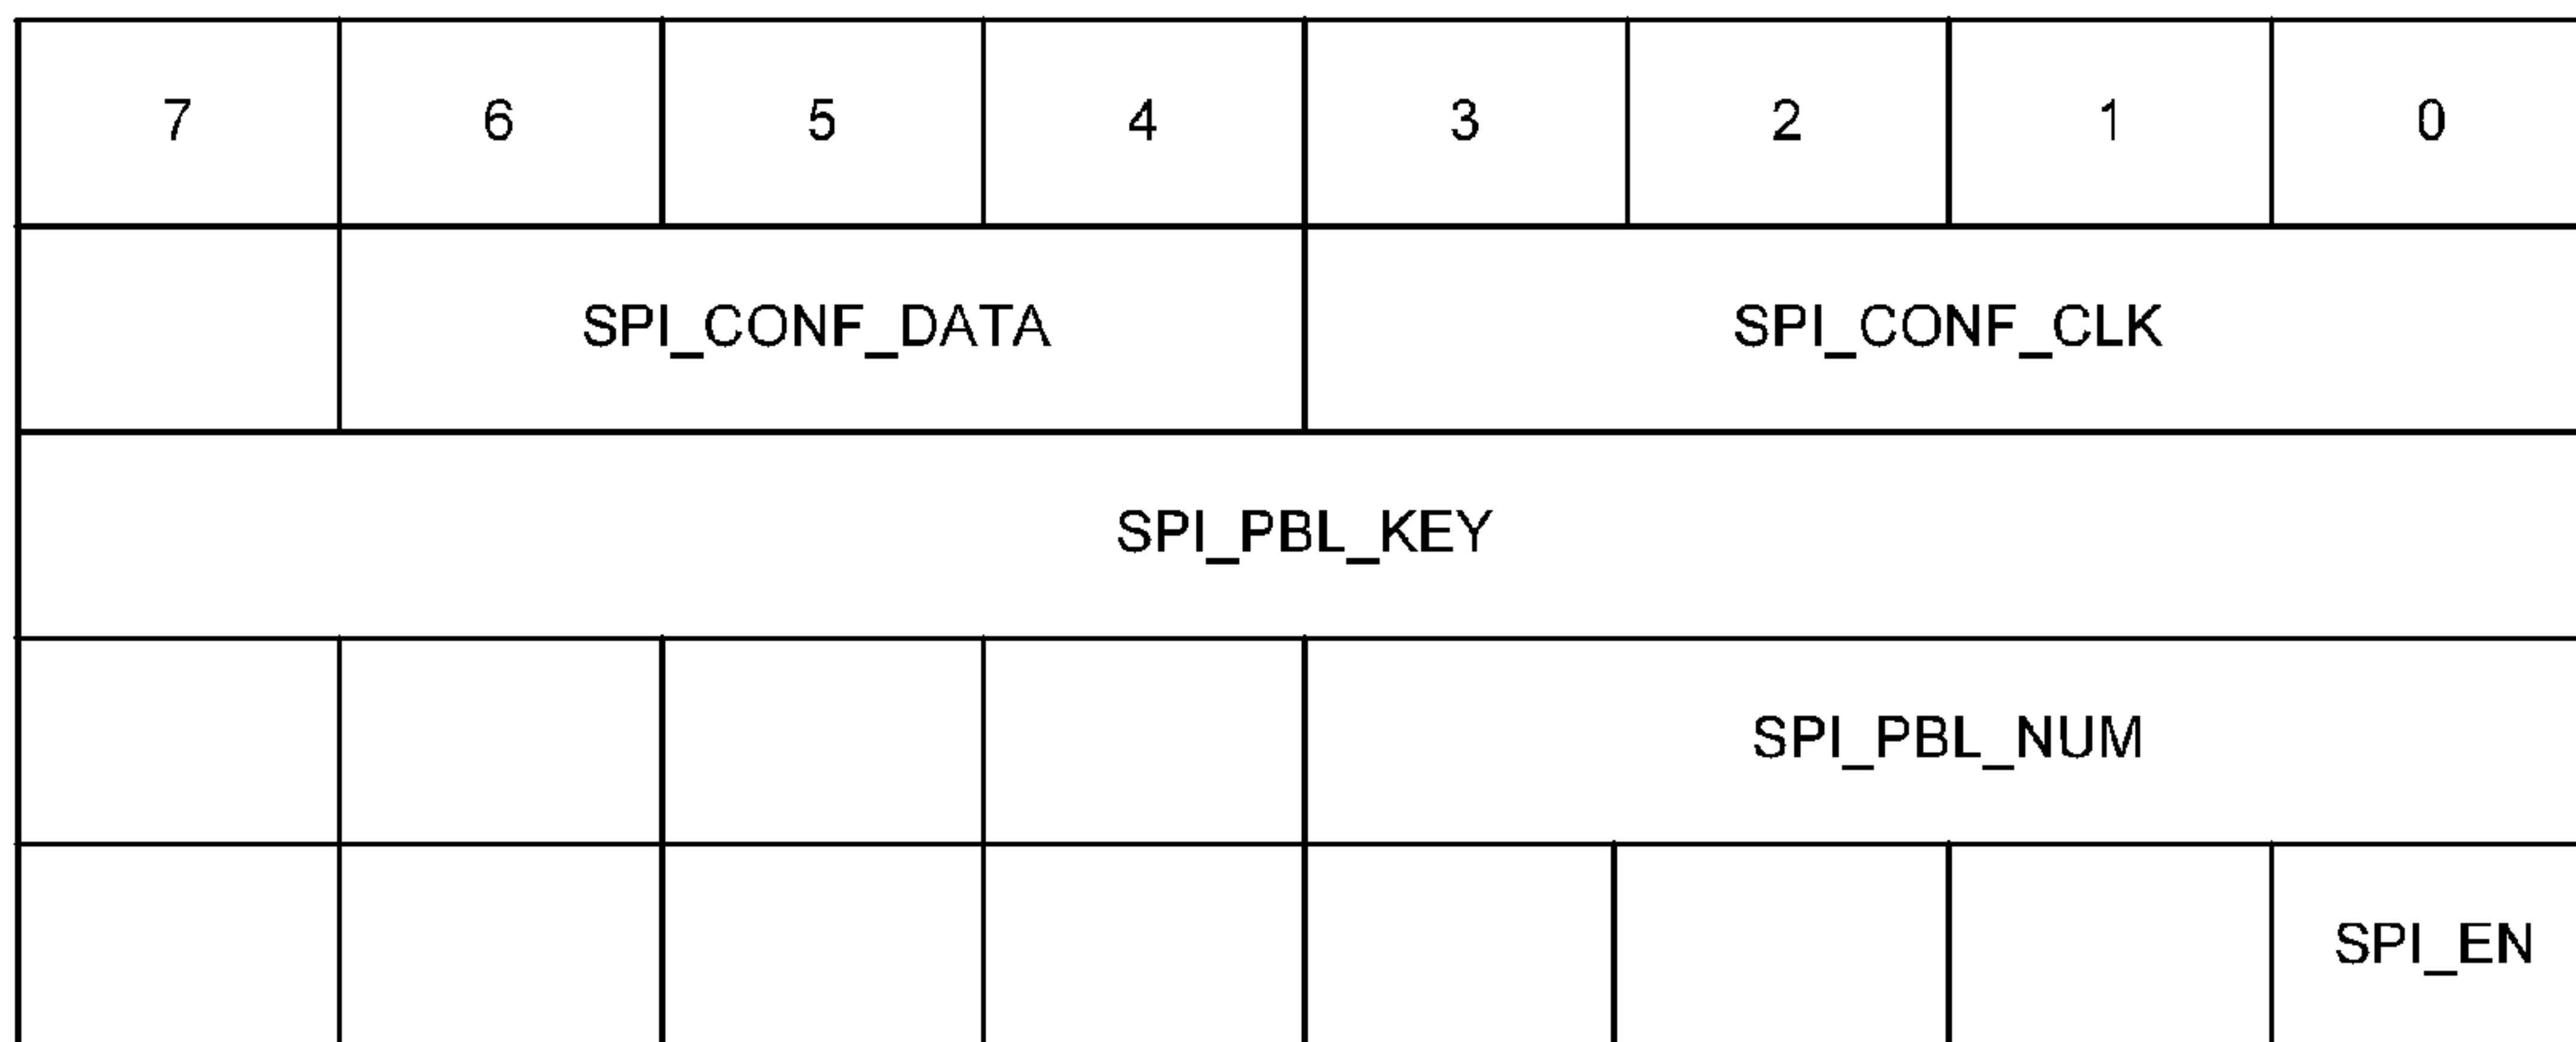 7 6 5 4 3 2 1 0
SPI_CONF_DATA SPI_CONF_CLK
SPI_PBL_KEY
SPI_PBL_NUM
SPI_EN